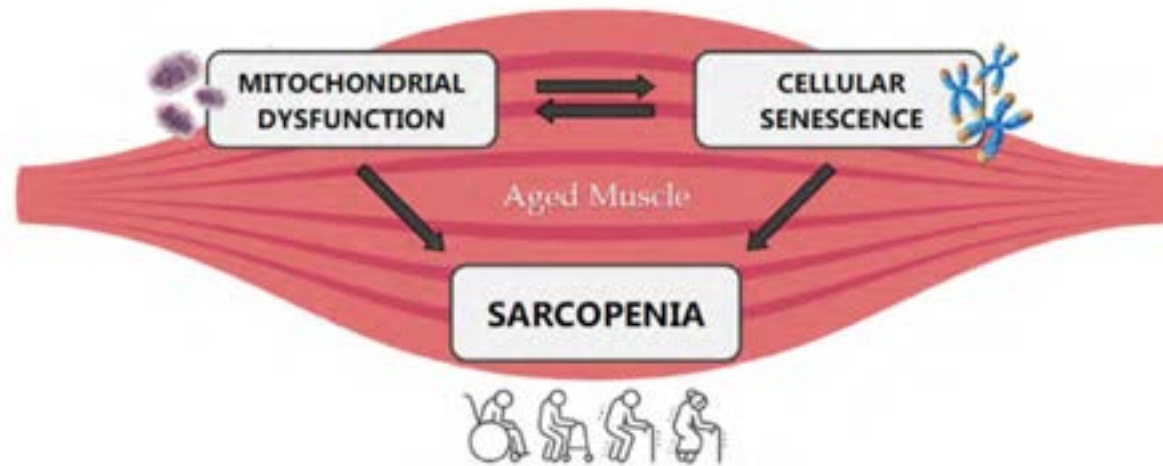 MITOCHONDRIAL
DYSFUNCTION
CELLULAR
SENESCENCE
Aged Muscle
SARCOPENIA